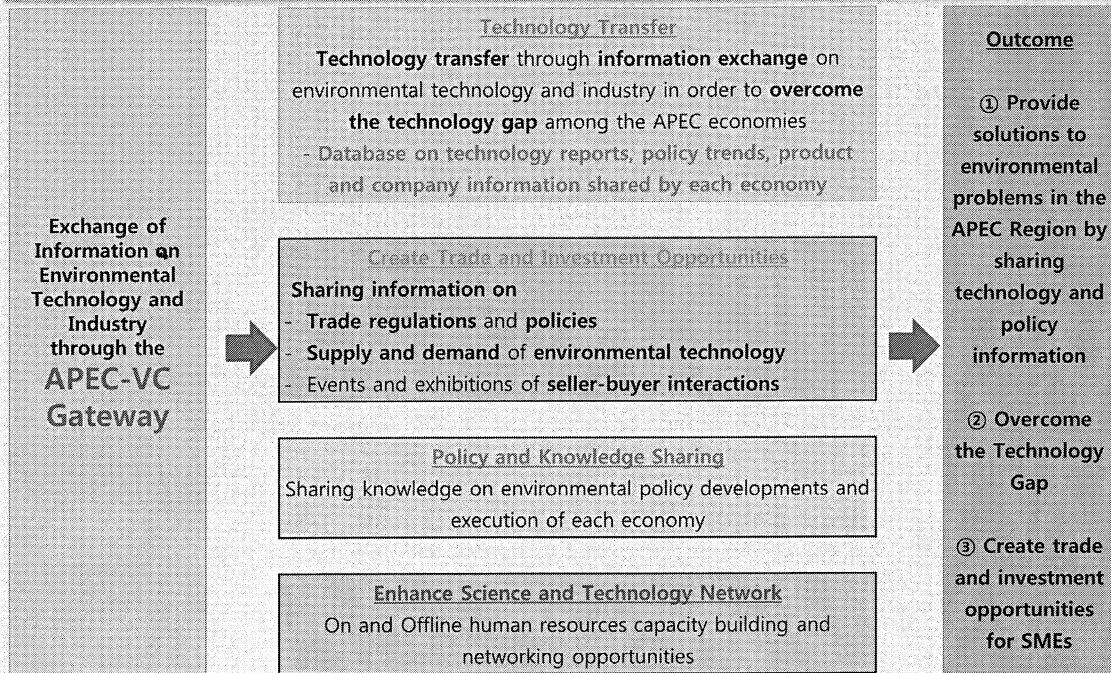 Exchange of
Information on
Environmental
Technology and
Industry
through the
APEC-VC
Gateway
Technology Transfer
Technology transfer through information exchange on
environmental technology and industry in order to overcome
the technology gap among the APEC economies
- Database on technology reports, policy trends, product
and company information shared by each economy
Create Trade and Investment Opportunities
Sharing information on
- Trade regulations and policies
- Supply and demand of environmental technology
- Events and exhibitions of seller-buyer interactions
Policy and Knowledge Sharing
Sharing knowledge on environmental policy developments and
execution of each economy
Enhance Science and Technology Network
On and Offline human resources capacity building and
networking opportunities
Outcome
① Provide
solutions to
environmental
problems in the
APEC Region by
sharing
technology and
policy
information
② Overcome
the Technology
Gap
③ Create trade
and investment
opportunities
for SMEs